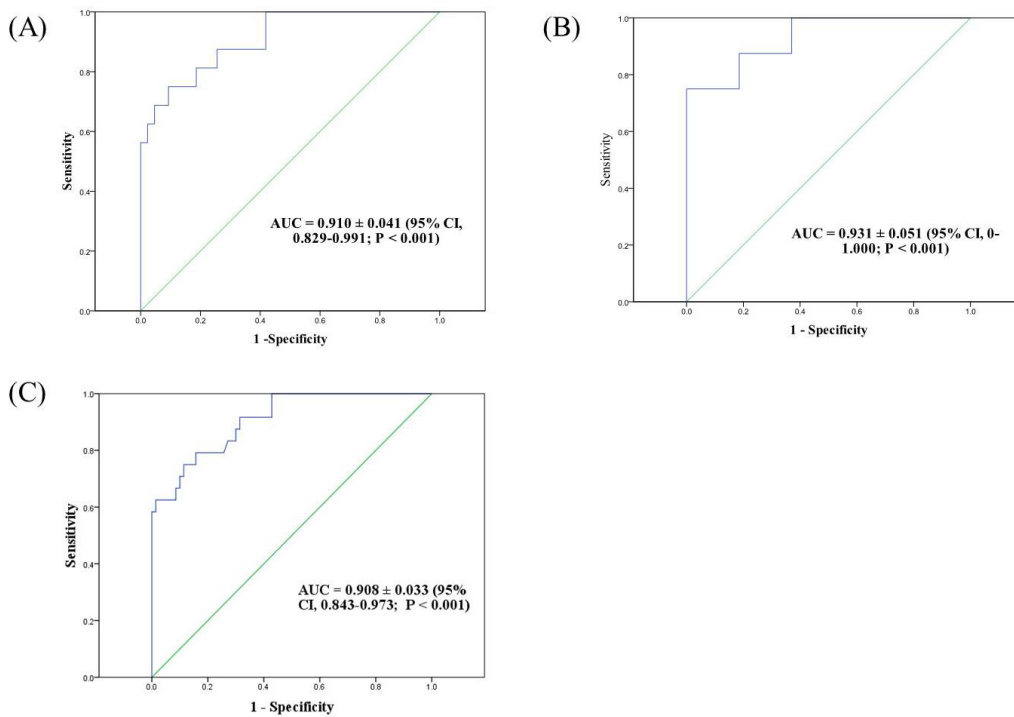 (A)
1.0
0.8
0.6
0.4
0.2
0.0
Sensitivity
AUC = 0.910 ± 0.041 (95% CI,
0.829-0.991; P < 0.001)
0.0 0.2 0.4 0.6 0.8 1.0
1 -Specificity
(B)
1.0
0.8
0.6
0.4
0.2
0.0
Sensitivity
AUC = 0.931 ± 0.051 (95% CI, 0-
1.000; P < 0.001)
0.0 0.2 0.4 0.6 0.8 1.0
1 - Specificity
(C)
1.0
0.8
0.6
0.4
0.2
0.0
Sensitivity
AUC = 0.908 ± 0.033 (95%
CI, 0.843-0.973; P < 0.001)
0.0 0.2 0.4 0.6 0.8 1.0
1 - Specificity